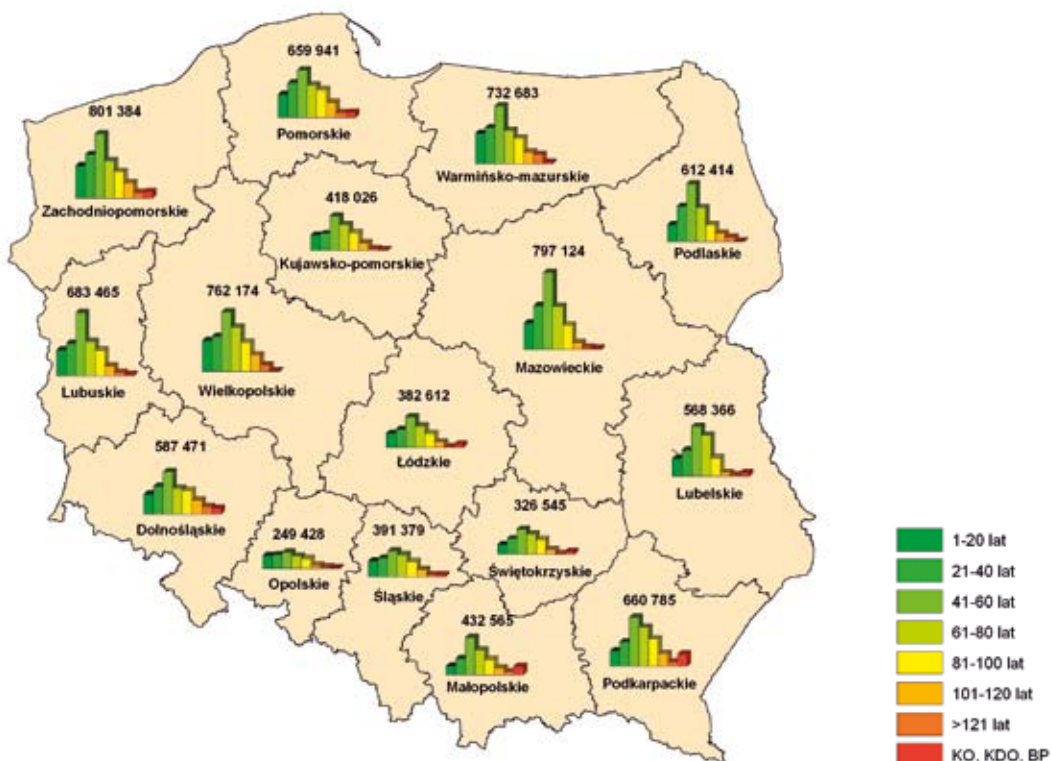 659 941
Pomorskie
732 683
Warmińsko-mazurskie
801 384
Zachodniopomorskie
418 026
Kujawsko-pomorskie
612 414
Podlaskie
797 124
Mazowieckie
683 465
Lubuskie
762 174
Wielkopolskie
382 612
Łódzkie
568 366
Lubelskie
587 471
Dolnośląskie
249 428
Opolskie
391 379
Śląskie
326 545
Świętokrzyskie
432 565
Małopolskie
660 785
Podkarpackie
1-20 lat
21-40 lat
41-60 lat
61-80 lat
81-100 lat
101-120 lat
>121 lat
KO, KDO, BP